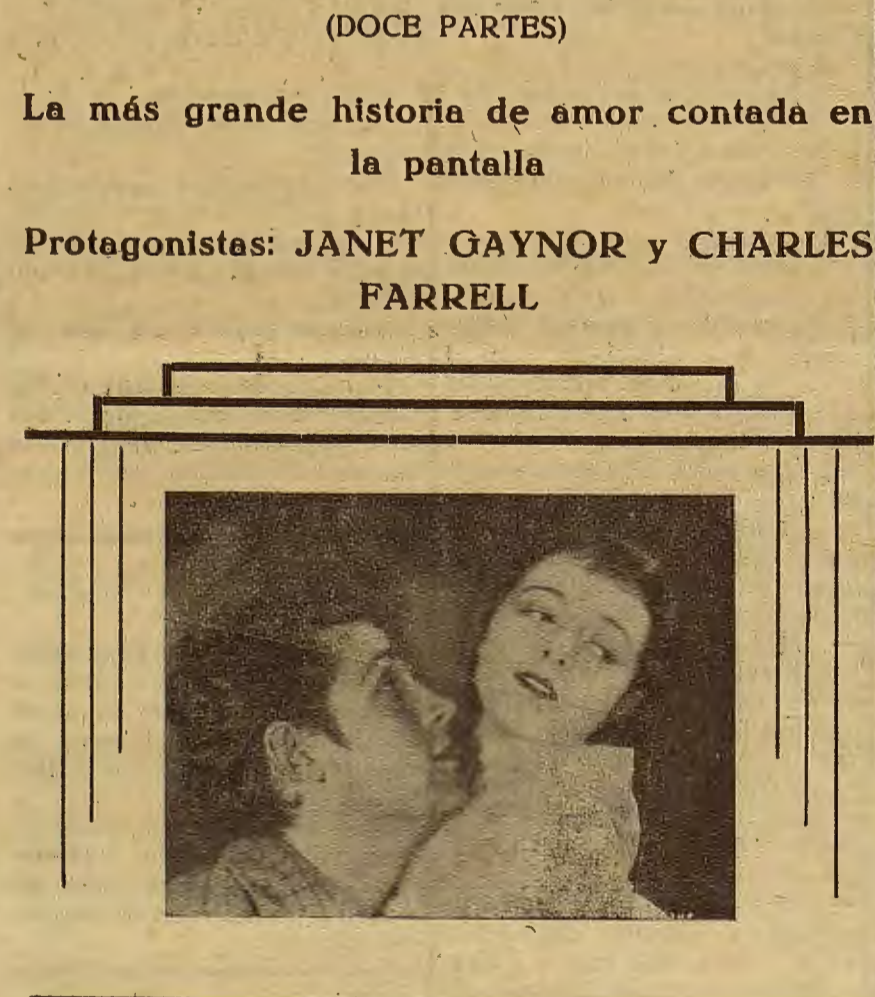 (DOCE PARTES)
La más grande historia de amor contada en
la pantalla
Protagonistas: JANET GAYNOR y CHARLES
FARRELL